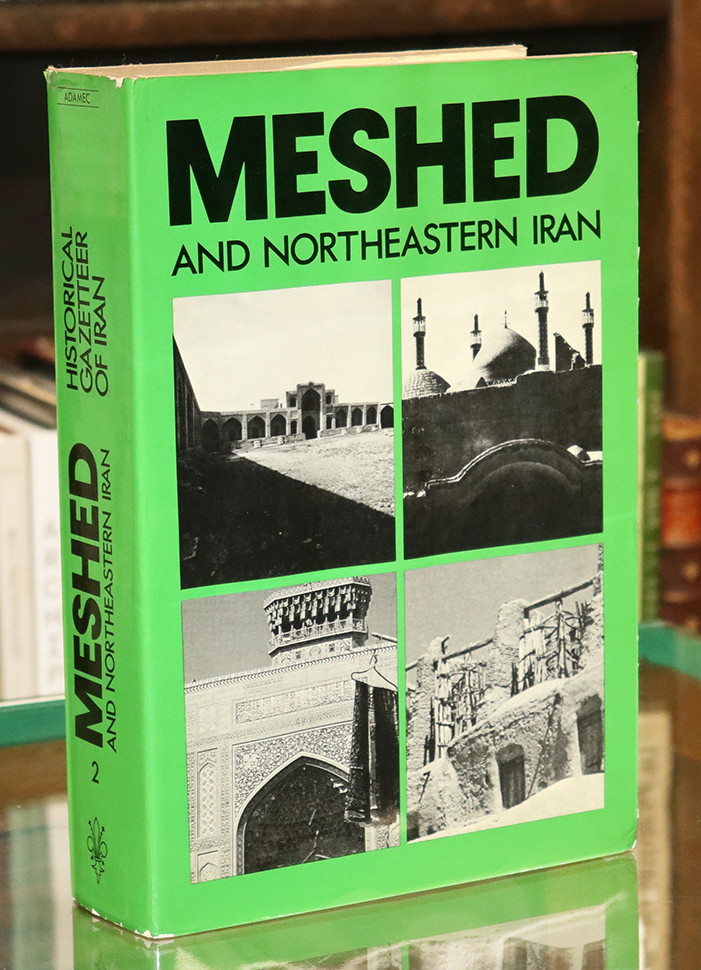 ADAMEC
HISTORICAL
GAZETTEER
OF IRAN
MESHED
AND NORTHEASTERN IRAN
2
MESHED
AND NORTHEASTERN IRAN